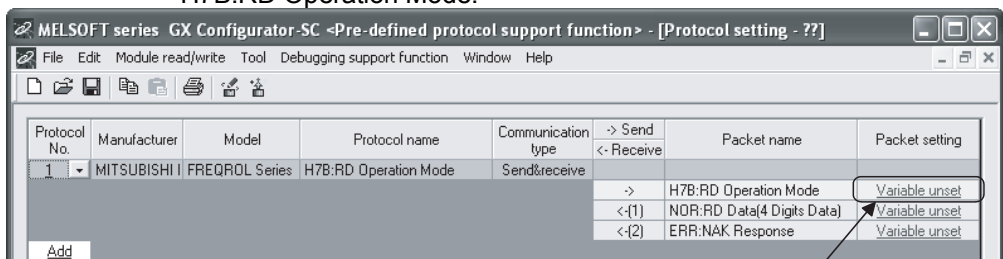 H7B:RD Operation Mode.
MELSOFT series GX Configurator-SC <Pre-defined protocol support function> - [Protocol setting - ??]
File Edit Module read/write Tool Debugging support function Window Help
Protocol No. Manufacturer Model Protocol name Communication type -> Send <- Receive Packet name Packet setting
1 MITSUBISHI FREQROL Series H7B:RD Operation Mode Send&receive
-> H7B:RD Operation Mode Variable unset
<-(1) NOR:RD Data(4 Digits Data) Variable unset
<-(2) ERR:NAK Response Variable unset
Add